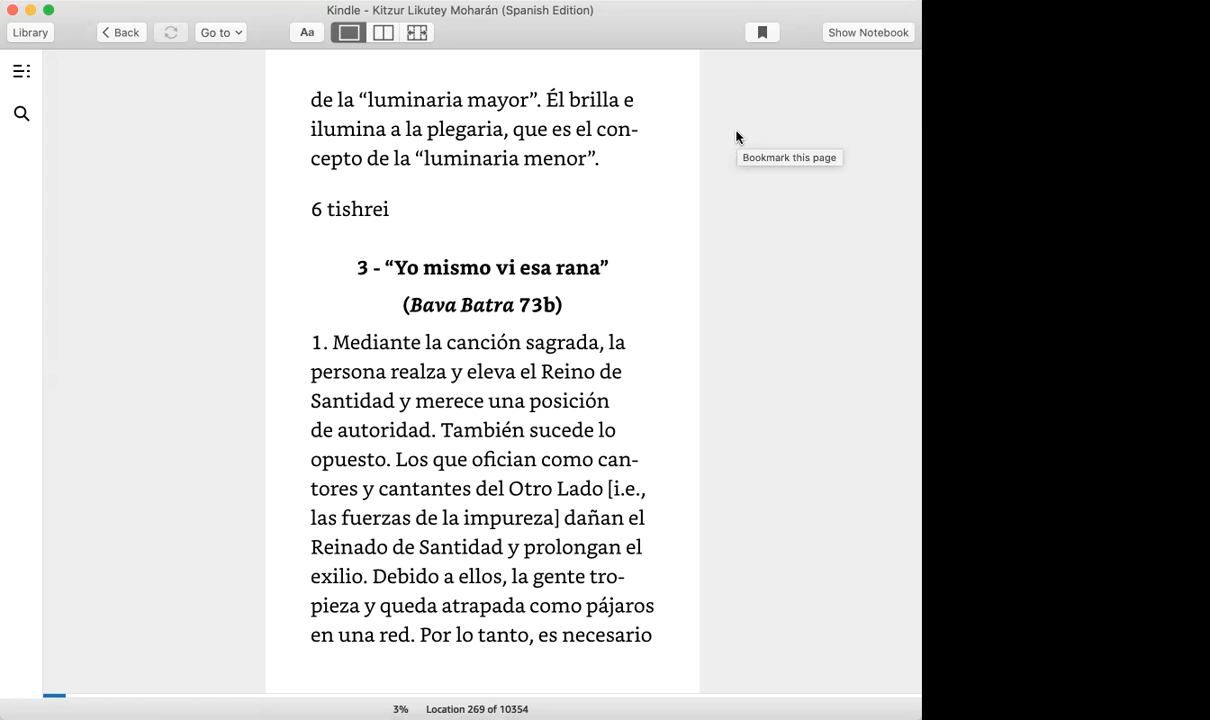 Kindle - Kitzur Likutey Moharán (Spanish Edition)
Library
Back
Go to
Aa
Show Notebook
Bookmark this page
de la “luminaria mayor”. Él brilla e
ilumina a la plegaria, que es el con-
cepto de la “luminaria menor”.
6 tishrei
3 - “Yo mismo vi esa rana”
(Bava Batra 73b)
1. Mediante la canción sagrada, la
persona realza y eleva el Reino de
Santidad y merece una posición
de autoridad. También sucede lo
opuesto. Los que ofician como can-
tores y cantantes del Otro Lado [i.e.,
las fuerzas de la impureza] dañan el
Reinado de Santidad y prolongan el
exilio. Debido a ellos, la gente tro-
pieza y queda atrapada como pájaros
en una red. Por lo tanto, es necesario
3%
Location 269 of 10354